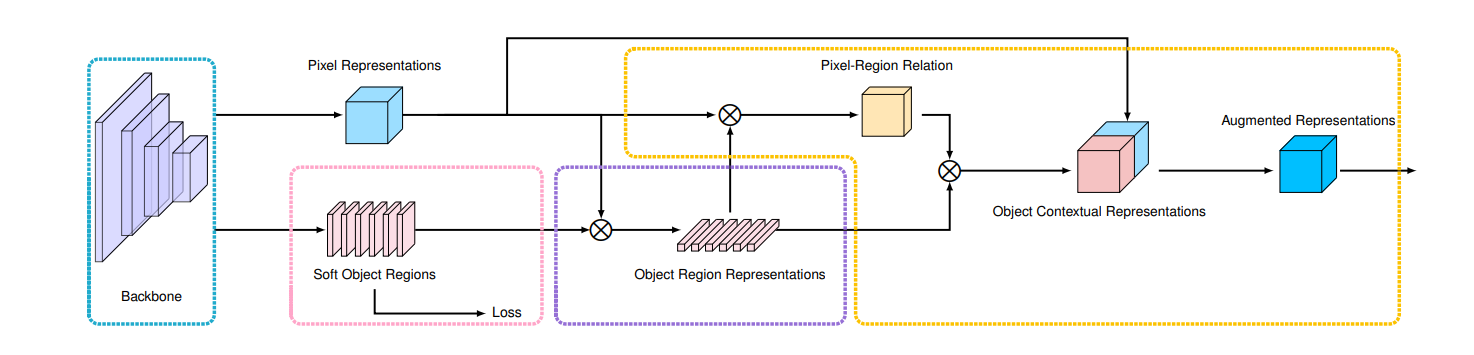 Pixel Representations
Pixel-Region Relation
Augmented Representations
Object Contextual Representations
Soft Object Regions
Object Region Representations
Backbone
Loss